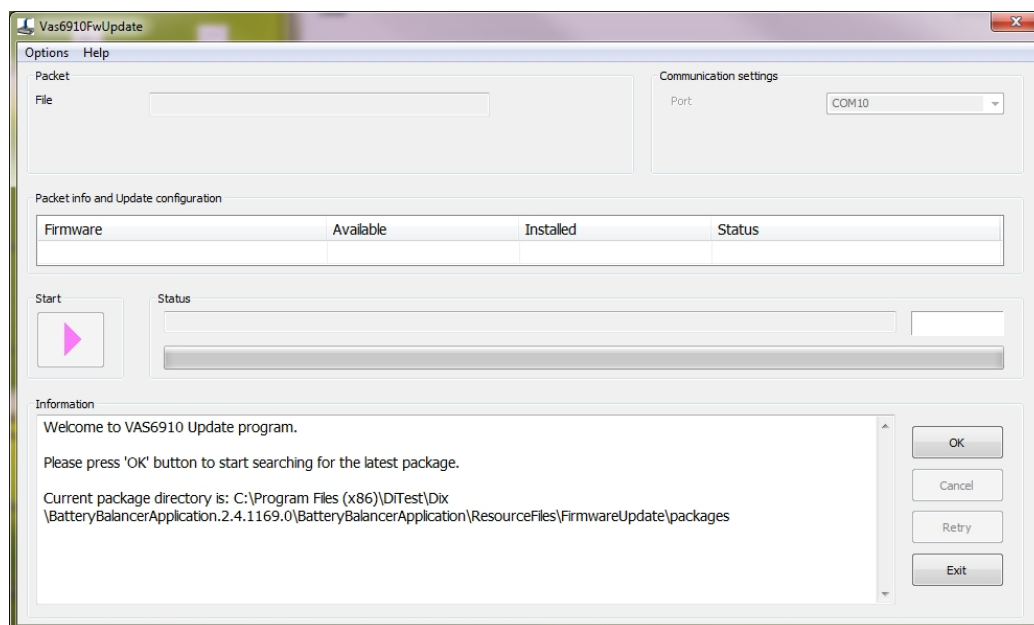 Vas6910FwUpdate
Options Help
Packet
File
Communication settings
Port COM10
Packet info and Update configuration
Firmware Available Installed Status
Start
Status
Information
Welcome to VAS6910 Update program.
Please press 'OK' button to start searching for the latest package.
Current package directory is: C:\Program Files (x86)\DiTest\Dix
\BatteryBalancerApplication.2.4.1169.0\BatteryBalancerApplication\ResourceFiles\FirmwareUpdate\packages
OK
Cancel
Retry
Exit